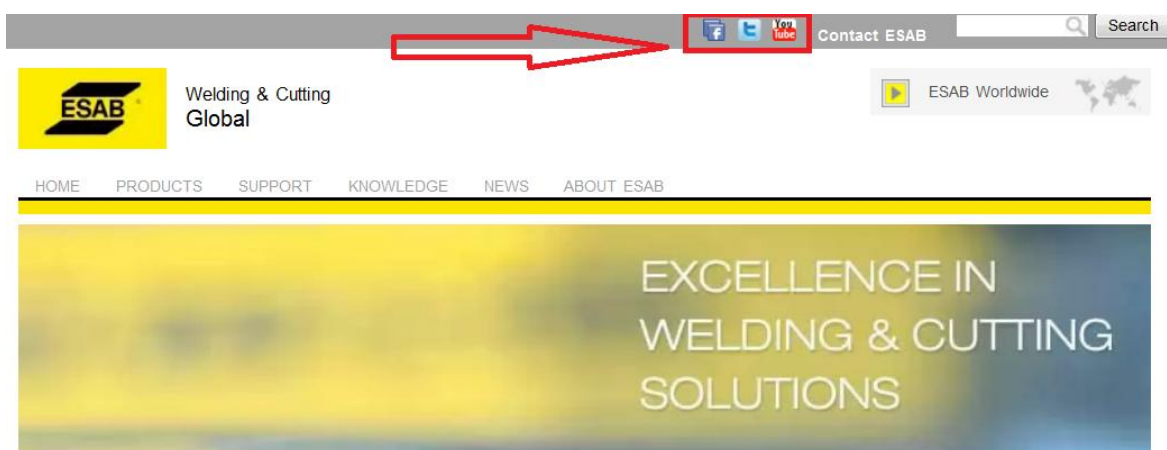 You Tube Contact ESAB Search
ESAB Welding & Cutting
Global
ESAB Worldwide
HOME PRODUCTS SUPPORT KNOWLEDGE NEWS ABOUT ESAB
EXCELLENCE IN
WELDING & CUTTING
SOLUTIONS